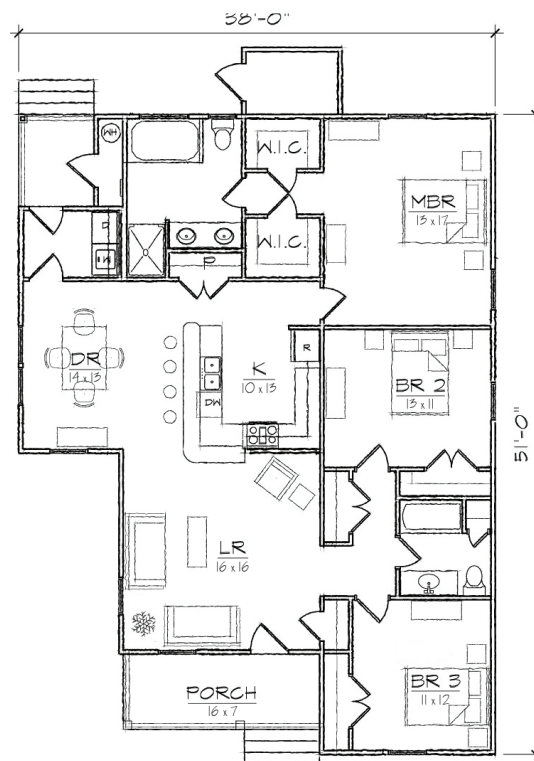 38'-0"
WH
W.I.C.
MBR
13 x 17
W.I.C.
D
W
P
DR
14 x 13
K
10 x 13
R
BR 2
13 x 11
DW
51'-0"
LR
16 x 16
PORCH
16 x 7
BR 3
11 x 12